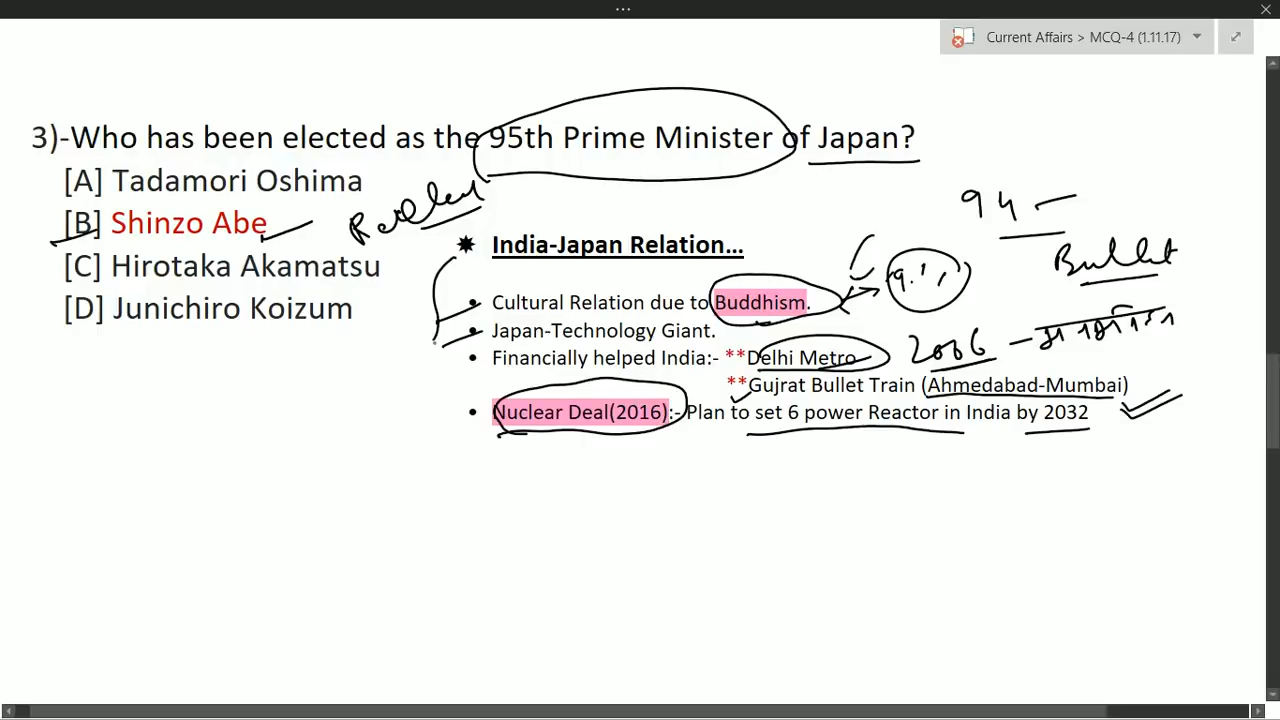 Current Affairs > MCQ-4 (1.11.17)
3)-Who has been elected as the 95th Prime Minister of Japan?
[A] Tadamori Oshima
[B] Shinzo Abe
[C] Hirotaka Akamatsu
[D] Junichiro Koizum
94
Bullet
India-Japan Relation...
• Cultural Relation due to Buddhism.
• Japan-Technology Giant.
• Financially helped India:- **Delhi Metro
2006
**Gujrat Bullet Train (Ahmedabad-Mumbai)
• Nuclear Deal(2016):- Plan to set 6 power Reactor in India by 2032